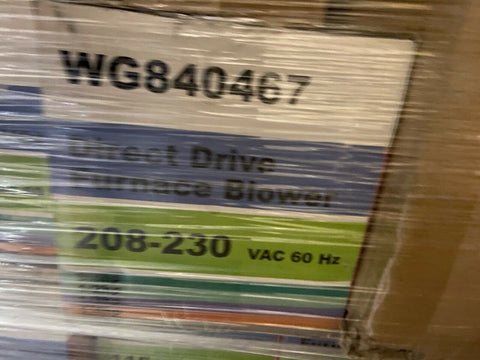 WG840467
Direct Drive
Furnace Blower
208-230 VAC 60 Hz